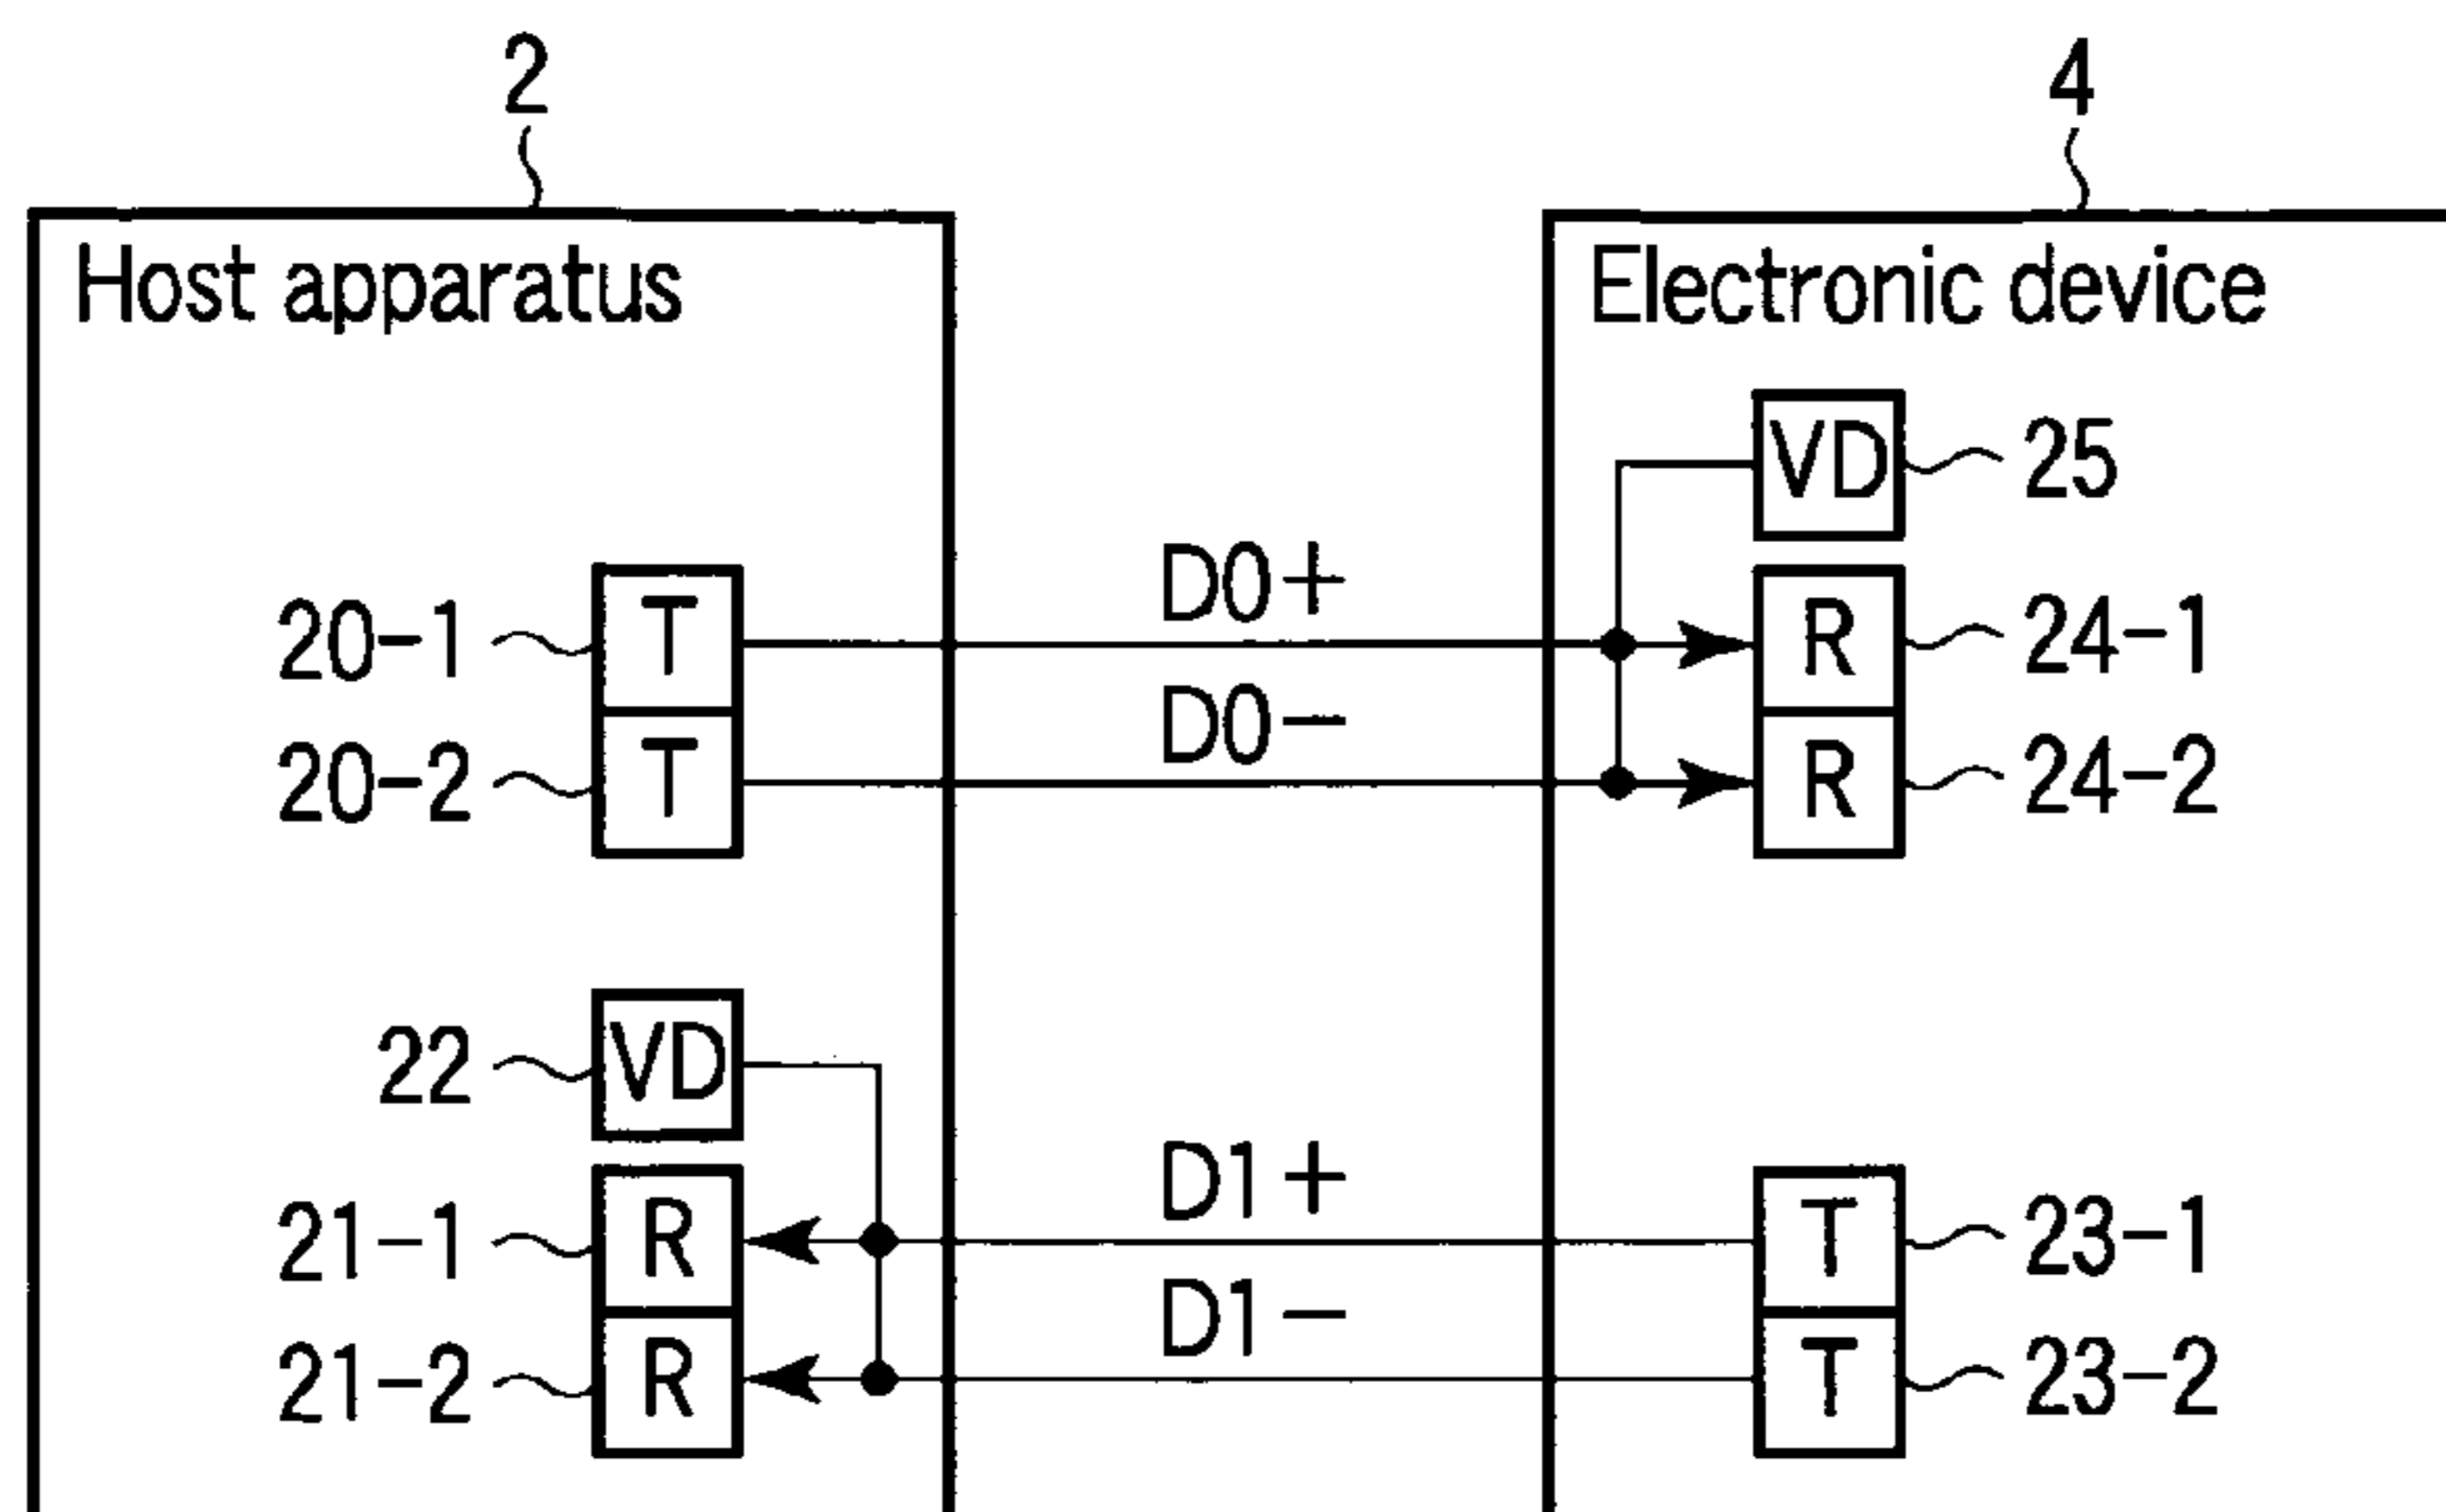 2 4
Host apparatus Electronic device
VD 25
D0+
20-1 T R 24-1
D0-
20-2 T R 24-2
22 VD
D1+
21-1 R T 23-1
D1-
21-2 R T 23-2